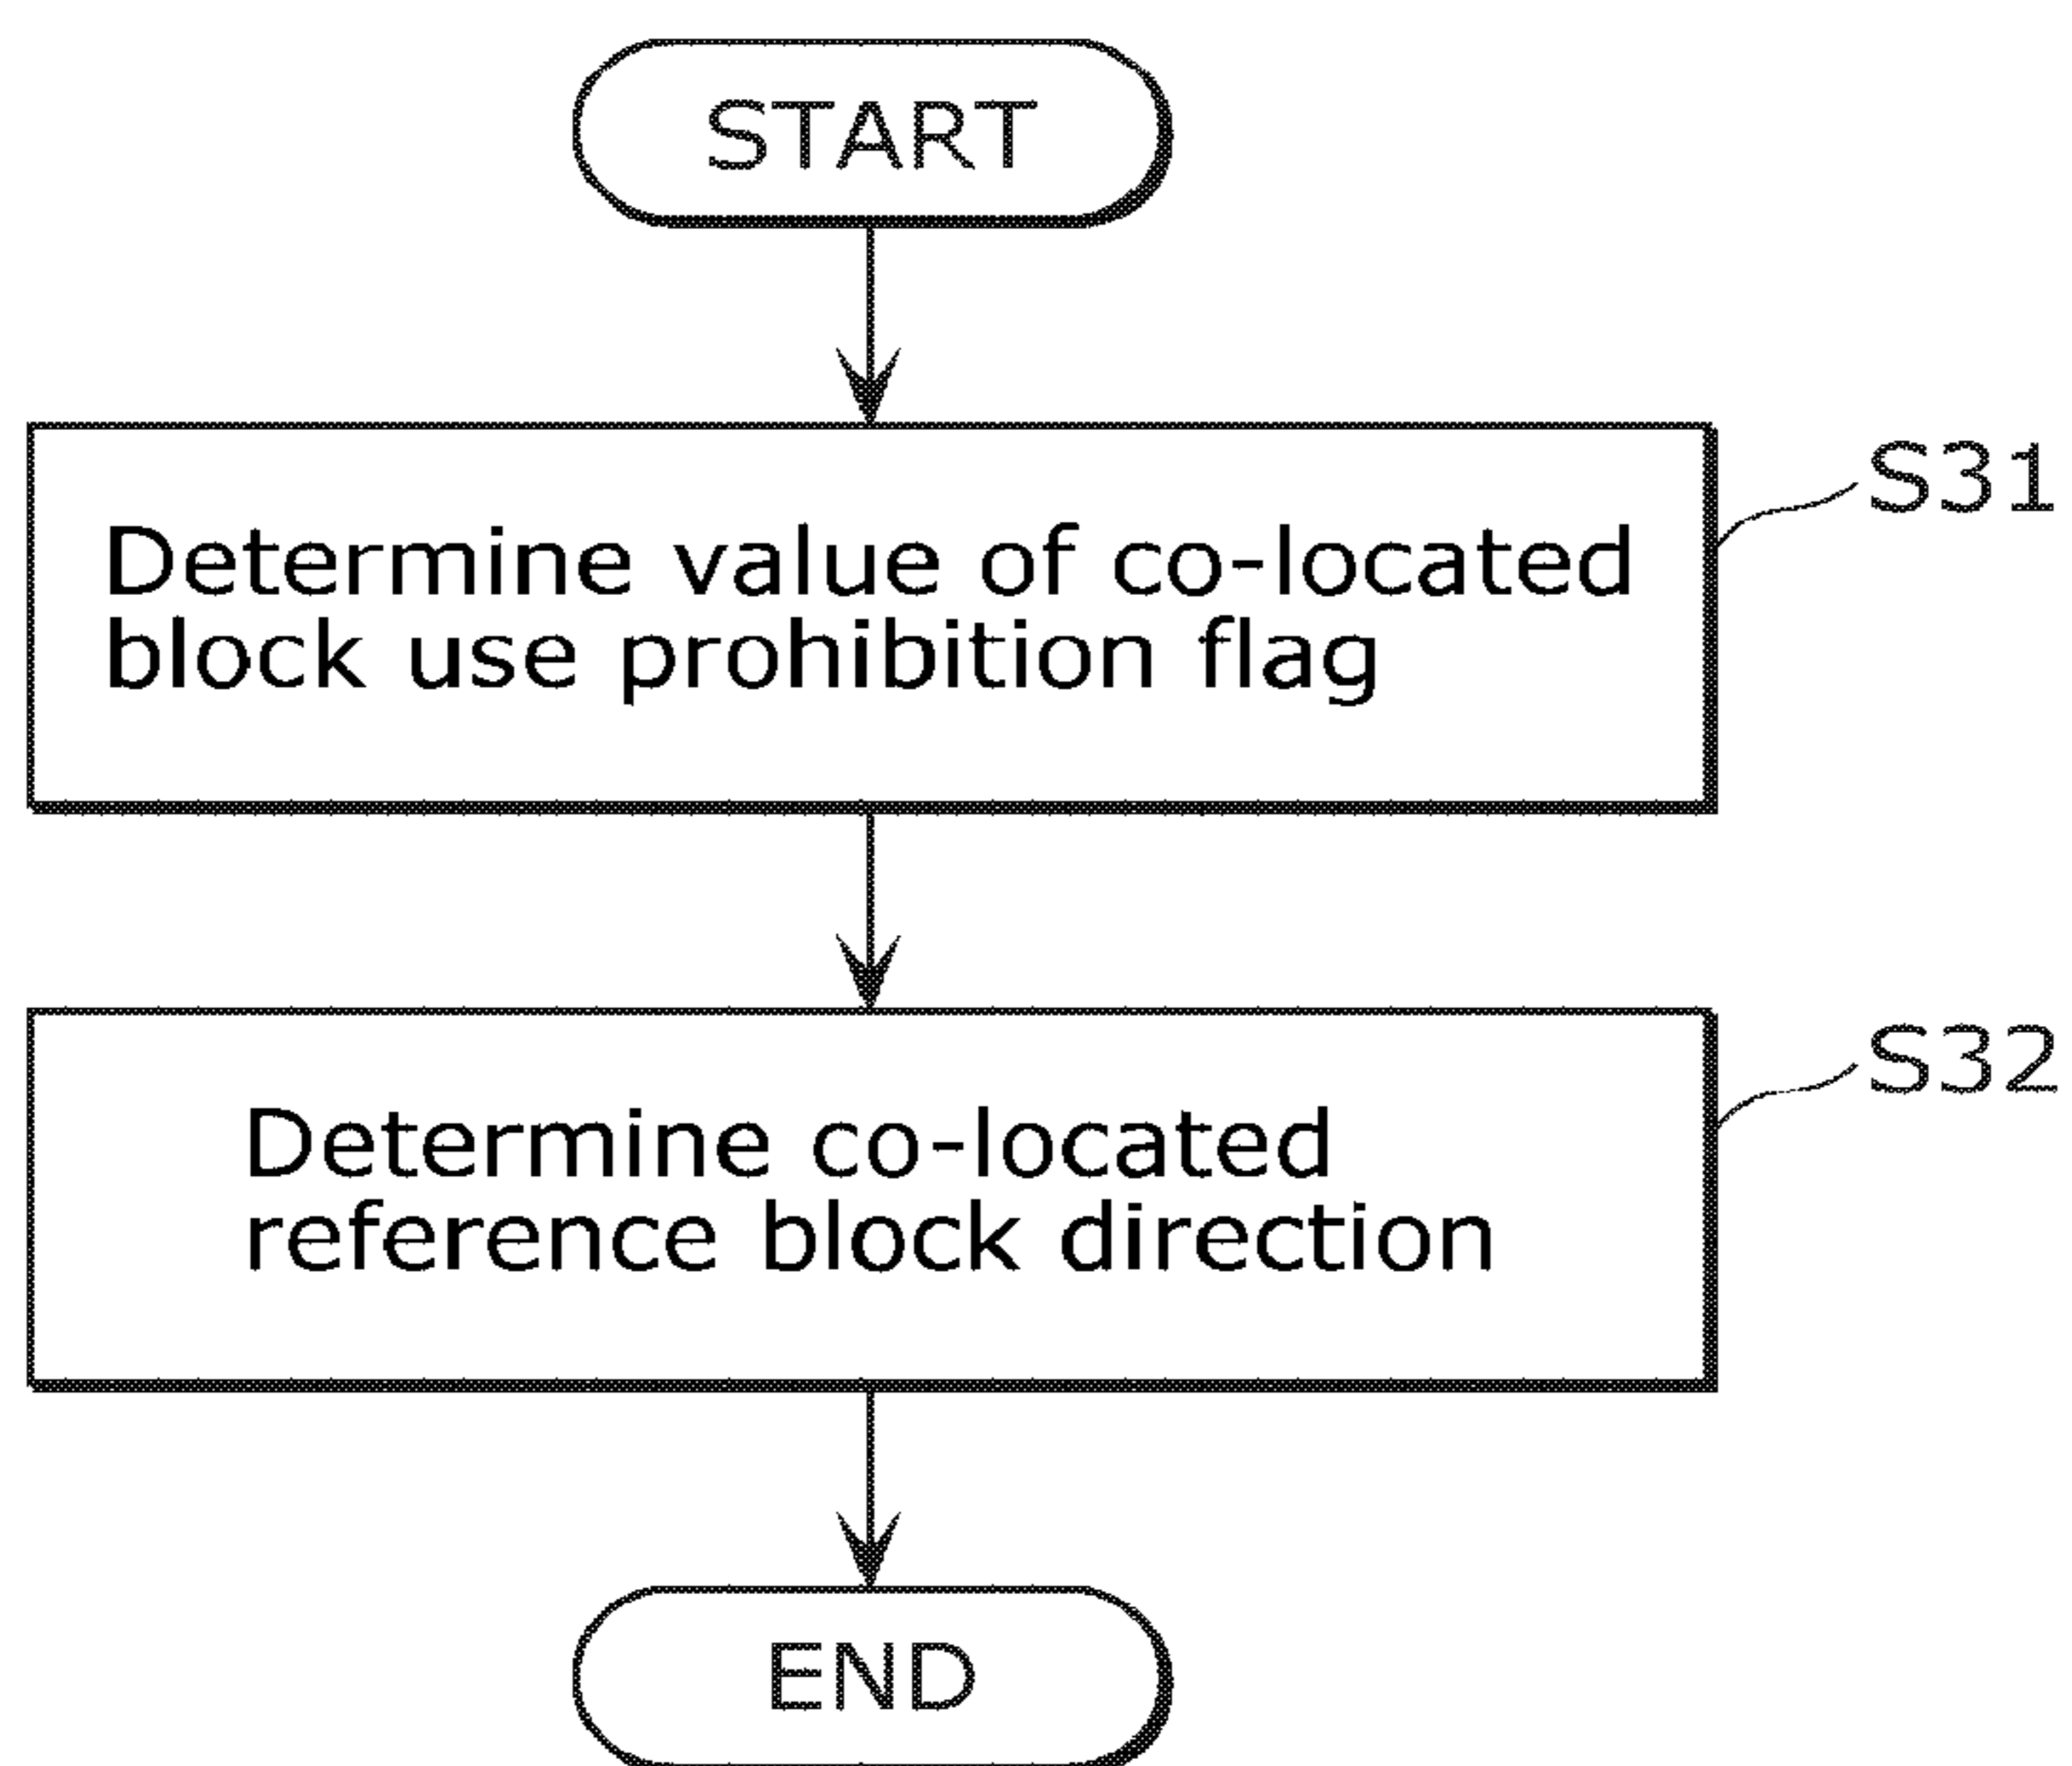 START
Determine value of co-located
block use prohibition flag
S31
Determine co-located
reference block direction
S32
END